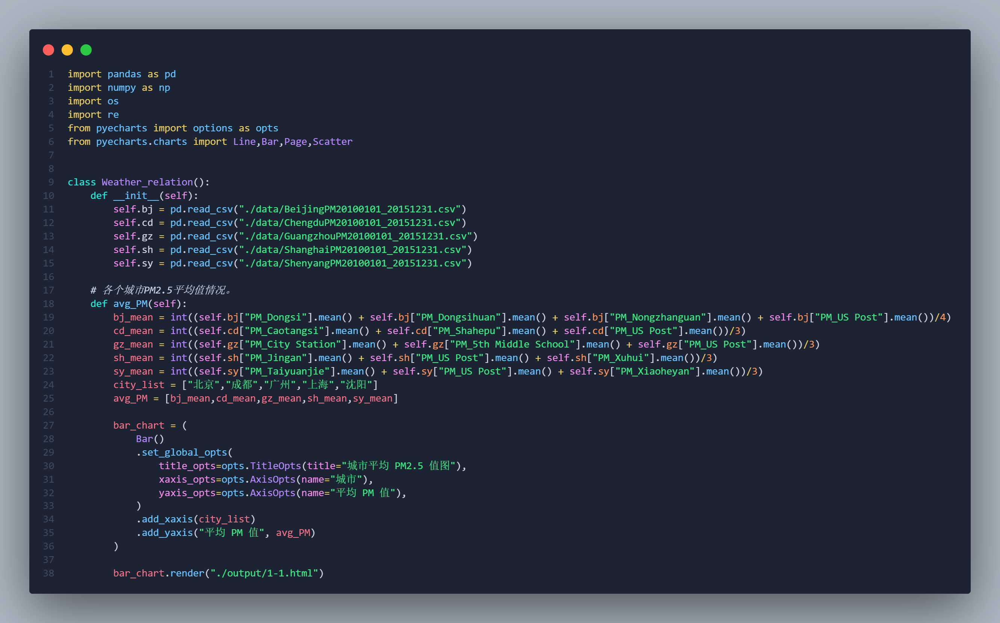 1 import pandas as pd
2 import numpy as np
3 import os
4 import re
5 from pyecharts import options as opts
6 from pyecharts.charts import Line,Bar,Page,Scatter
7
8
9 class Weather_relation():
10     def __init__(self):
11         self.bj = pd.read_csv("./data/BeijingPM20100101_20151231.csv")
12         self.cd = pd.read_csv("./data/ChengduPM20100101_20151231.csv")
13         self.gz = pd.read_csv("./data/GuangzhouPM20100101_20151231.csv")
14         self.sh = pd.read_csv("./data/ShanghaiPM20100101_20151231.csv")
15         self.sy = pd.read_csv("./data/ShenyangPM20100101_20151231.csv")
16
17     # 各个城市PM2.5平均值情况。
18     def avg_PM(self):
19         bj_mean = int((self.bj["PM_Dongsi"].mean() + self.bj["PM_Dongsihuan"].mean() + self.bj["PM_Nongzhanguan"].mean() + self.bj["PM_US Post"].mean())/4)
20         cd_mean = int((self.cd["PM_Caotangsi"].mean() + self.cd["PM_Shahepu"].mean() + self.cd["PM_US Post"].mean())/3)
21         gz_mean = int((self.gz["PM_City Station"].mean() + self.gz["PM_5th Middle School"].mean() + self.gz["PM_US Post"].mean())/3)
22         sh_mean = int((self.sh["PM_Jingan"].mean() + self.sh["PM_US Post"].mean() + self.sh["PM_Xuhui"].mean())/3)
23         sy_mean = int((self.sy["PM_Taiyuanjie"].mean() + self.sy["PM_US Post"].mean() + self.sy["PM_Xiaoheyan"].mean())/3)
24         city_list = ["北京","成都","广州","上海","沈阳"]
25         avg_PM = [bj_mean,cd_mean,gz_mean,sh_mean,sy_mean]
26
27         bar_chart = (
28             Bar()
29             .set_global_opts(
30                 title_opts=opts.TitleOpts(title="城市平均 PM2.5 值图"),
31                 xaxis_opts=opts.AxisOpts(name="城市"),
32                 yaxis_opts=opts.AxisOpts(name="平均 PM 值"),
33             )
34             .add_xaxis(city_list)
35             .add_yaxis("平均 PM 值", avg_PM)
36         )
37
38         bar_chart.render("./output/1-1.html")